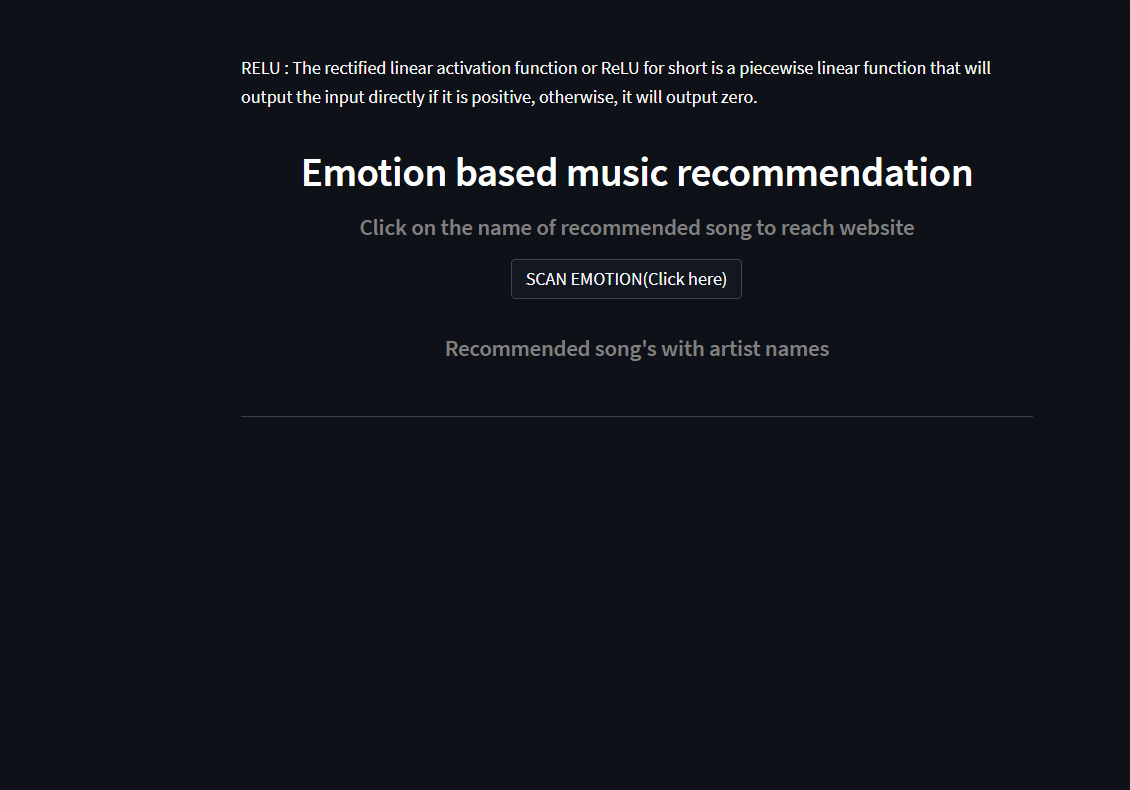 RELU : The rectified linear activation function or ReLU for short is a piecewise linear function that will
output the input directly if it is positive, otherwise, it will output zero.
Emotion based music recommendation
Click on the name of recommended song to reach website
SCAN EMOTION(Click here)
Recommended song's with artist names